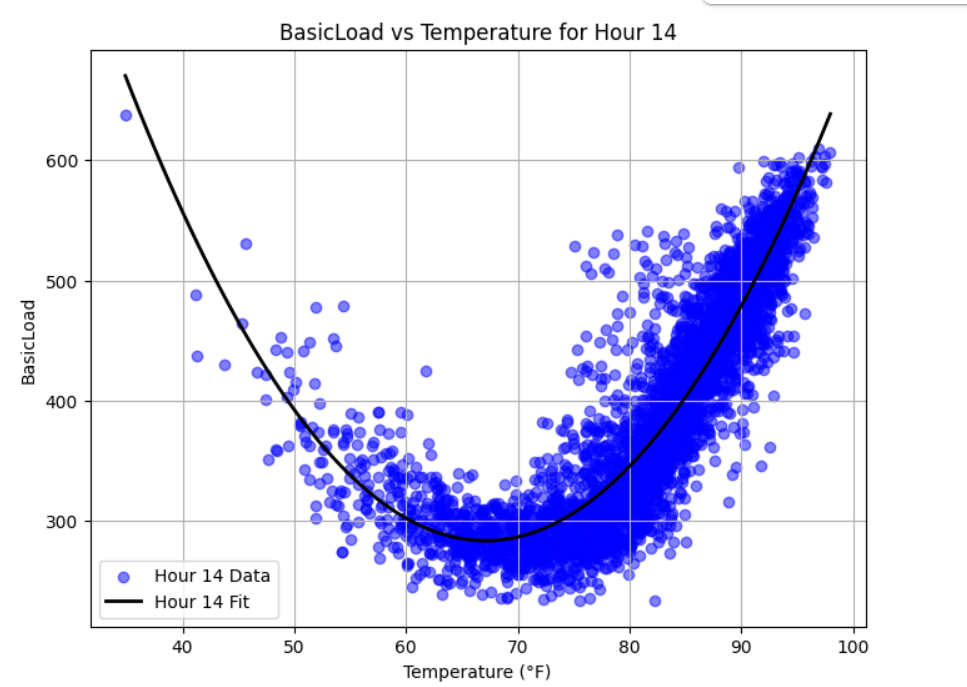 BasicLoad vs Temperature for Hour 14
BasicLoad
600
500
400
300
Hour 14 Data
Hour 14 Fit
40 50 60 70 80 90 100
Temperature (°F)